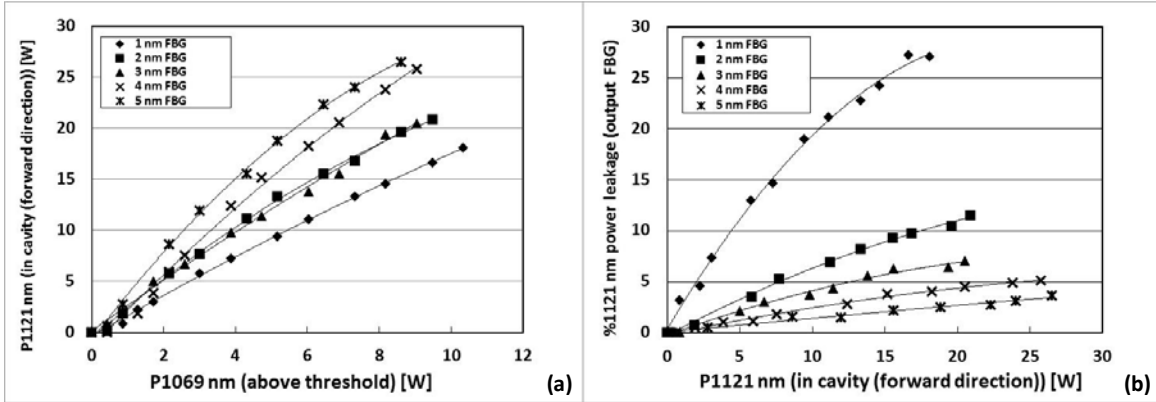 P1121 nm (in cavity (forward direction)) [W]
30
25
20
15
10
5
0
1 nm FBG
2 nm FBG
3 nm FBG
4 nm FBG
5 nm FBG
0 2 4 6 8 10 12
P1069 nm (above threshold) [W]
(a)
%1121 nm power leakage (output FBG)
30
25
20
15
10
5
0
1 nm FBG
2 nm FBG
3 nm FBG
4 nm FBG
5 nm FBG
0 5 10 15 20 25 30
P1121 nm (in cavity (forward direction)) [W]
(b)